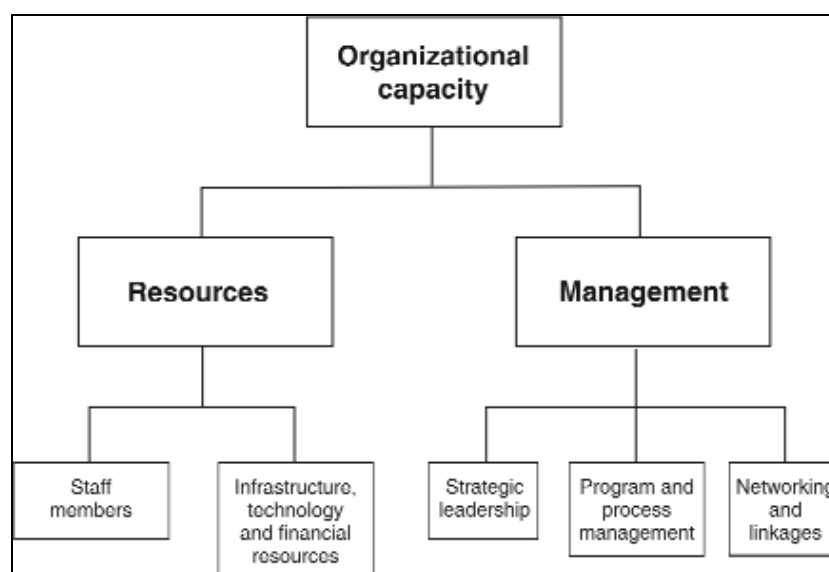 Organizational
capacity
Resources
Management
Staff
members
Infrastructure,
technology
and financial
resources
Strategic
leadership
Program and
process
management
Networking
and
linkages